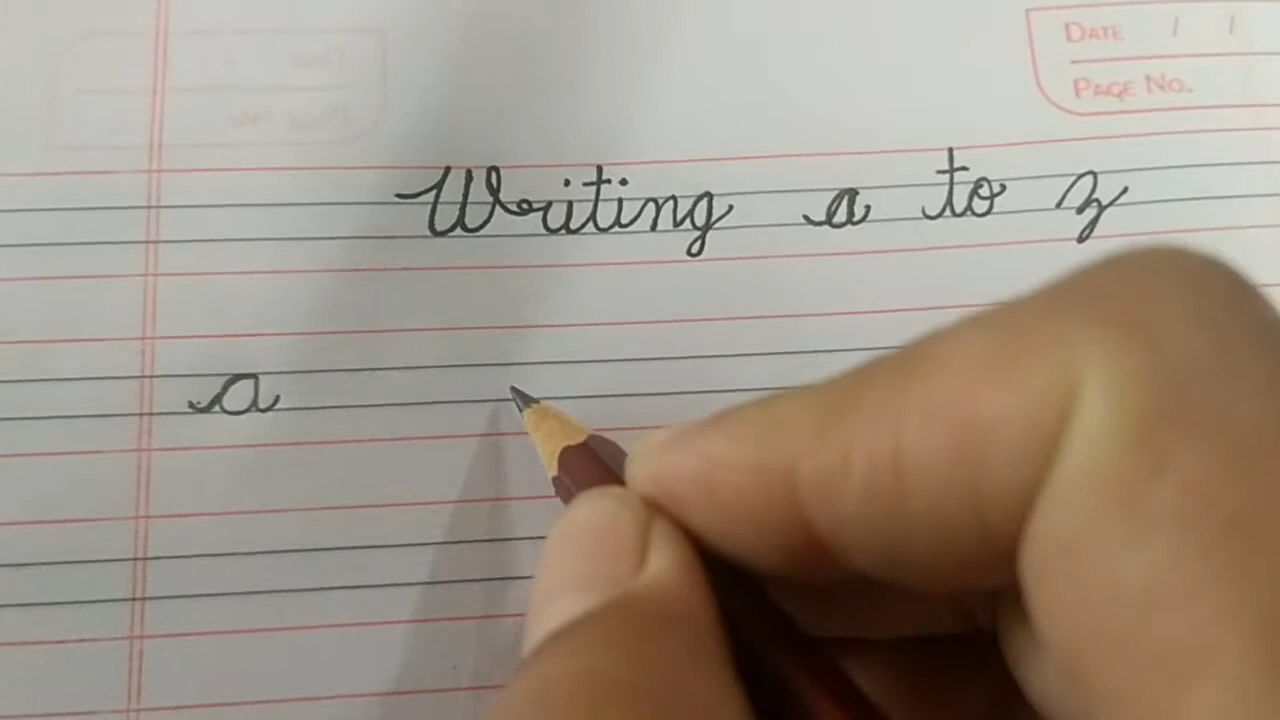 DATE / /
PAGE NO.
Writing a to z
a